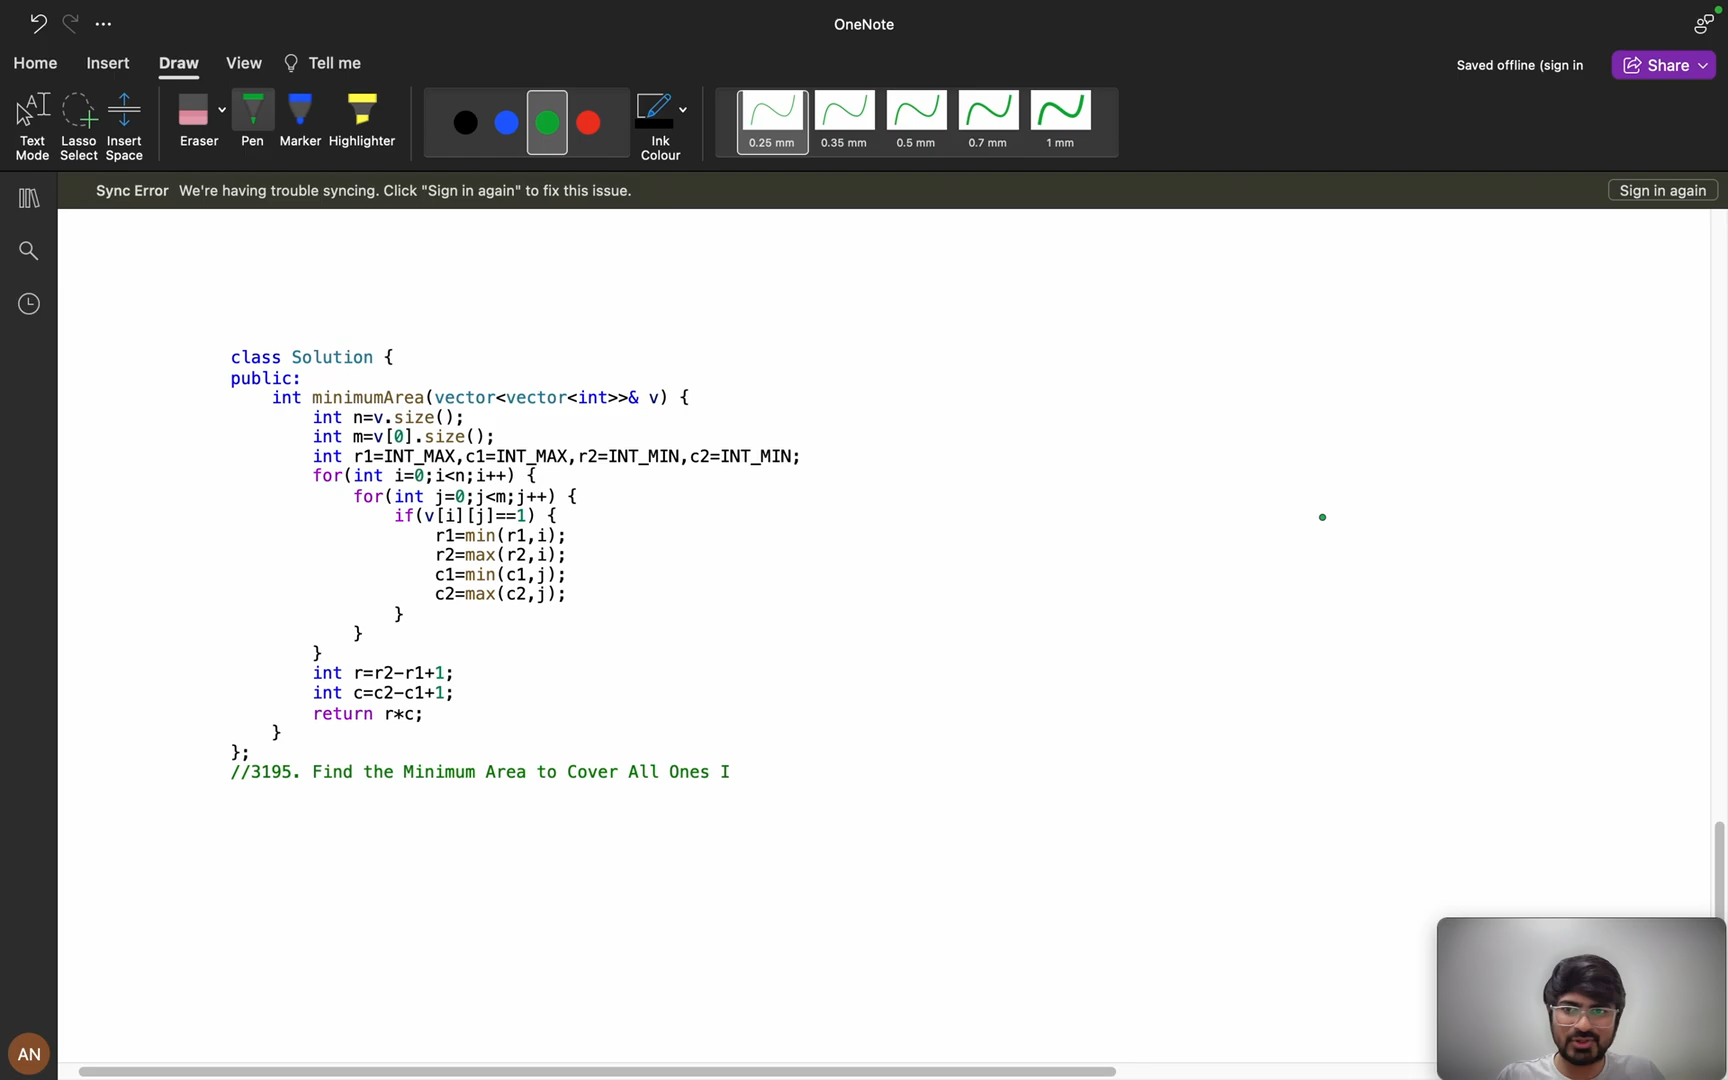 OneNote
Home Insert Draw View Tell me
Saved offline (sign in
Share
Text Mode
Lasso Select
Insert Space
Eraser
Pen
Marker
Highlighter
Ink Colour
0.25 mm
0.35 mm
0.5 mm
0.7 mm
1 mm
Sync Error We're having trouble syncing. Click "Sign in again" to fix this issue.
Sign in again
class Solution {
public:
    int minimumArea(vector<vector<int>>& v) {
        int n=v.size();
        int m=v[0].size();
        int r1=INT_MAX,c1=INT_MAX,r2=INT_MIN,c2=INT_MIN;
        for(int i=0;i<n;i++) {
            for(int j=0;j<m;j++) {
                if(v[i][j]==1) {
                    r1=min(r1,i);
                    r2=max(r2,i);
                    c1=min(c1,j);
                    c2=max(c2,j);
                }
            }
        }
        int r=r2-r1+1;
        int c=c2-c1+1;
        return r*c;
    }
};
//3195. Find the Minimum Area to Cover All Ones I
AN